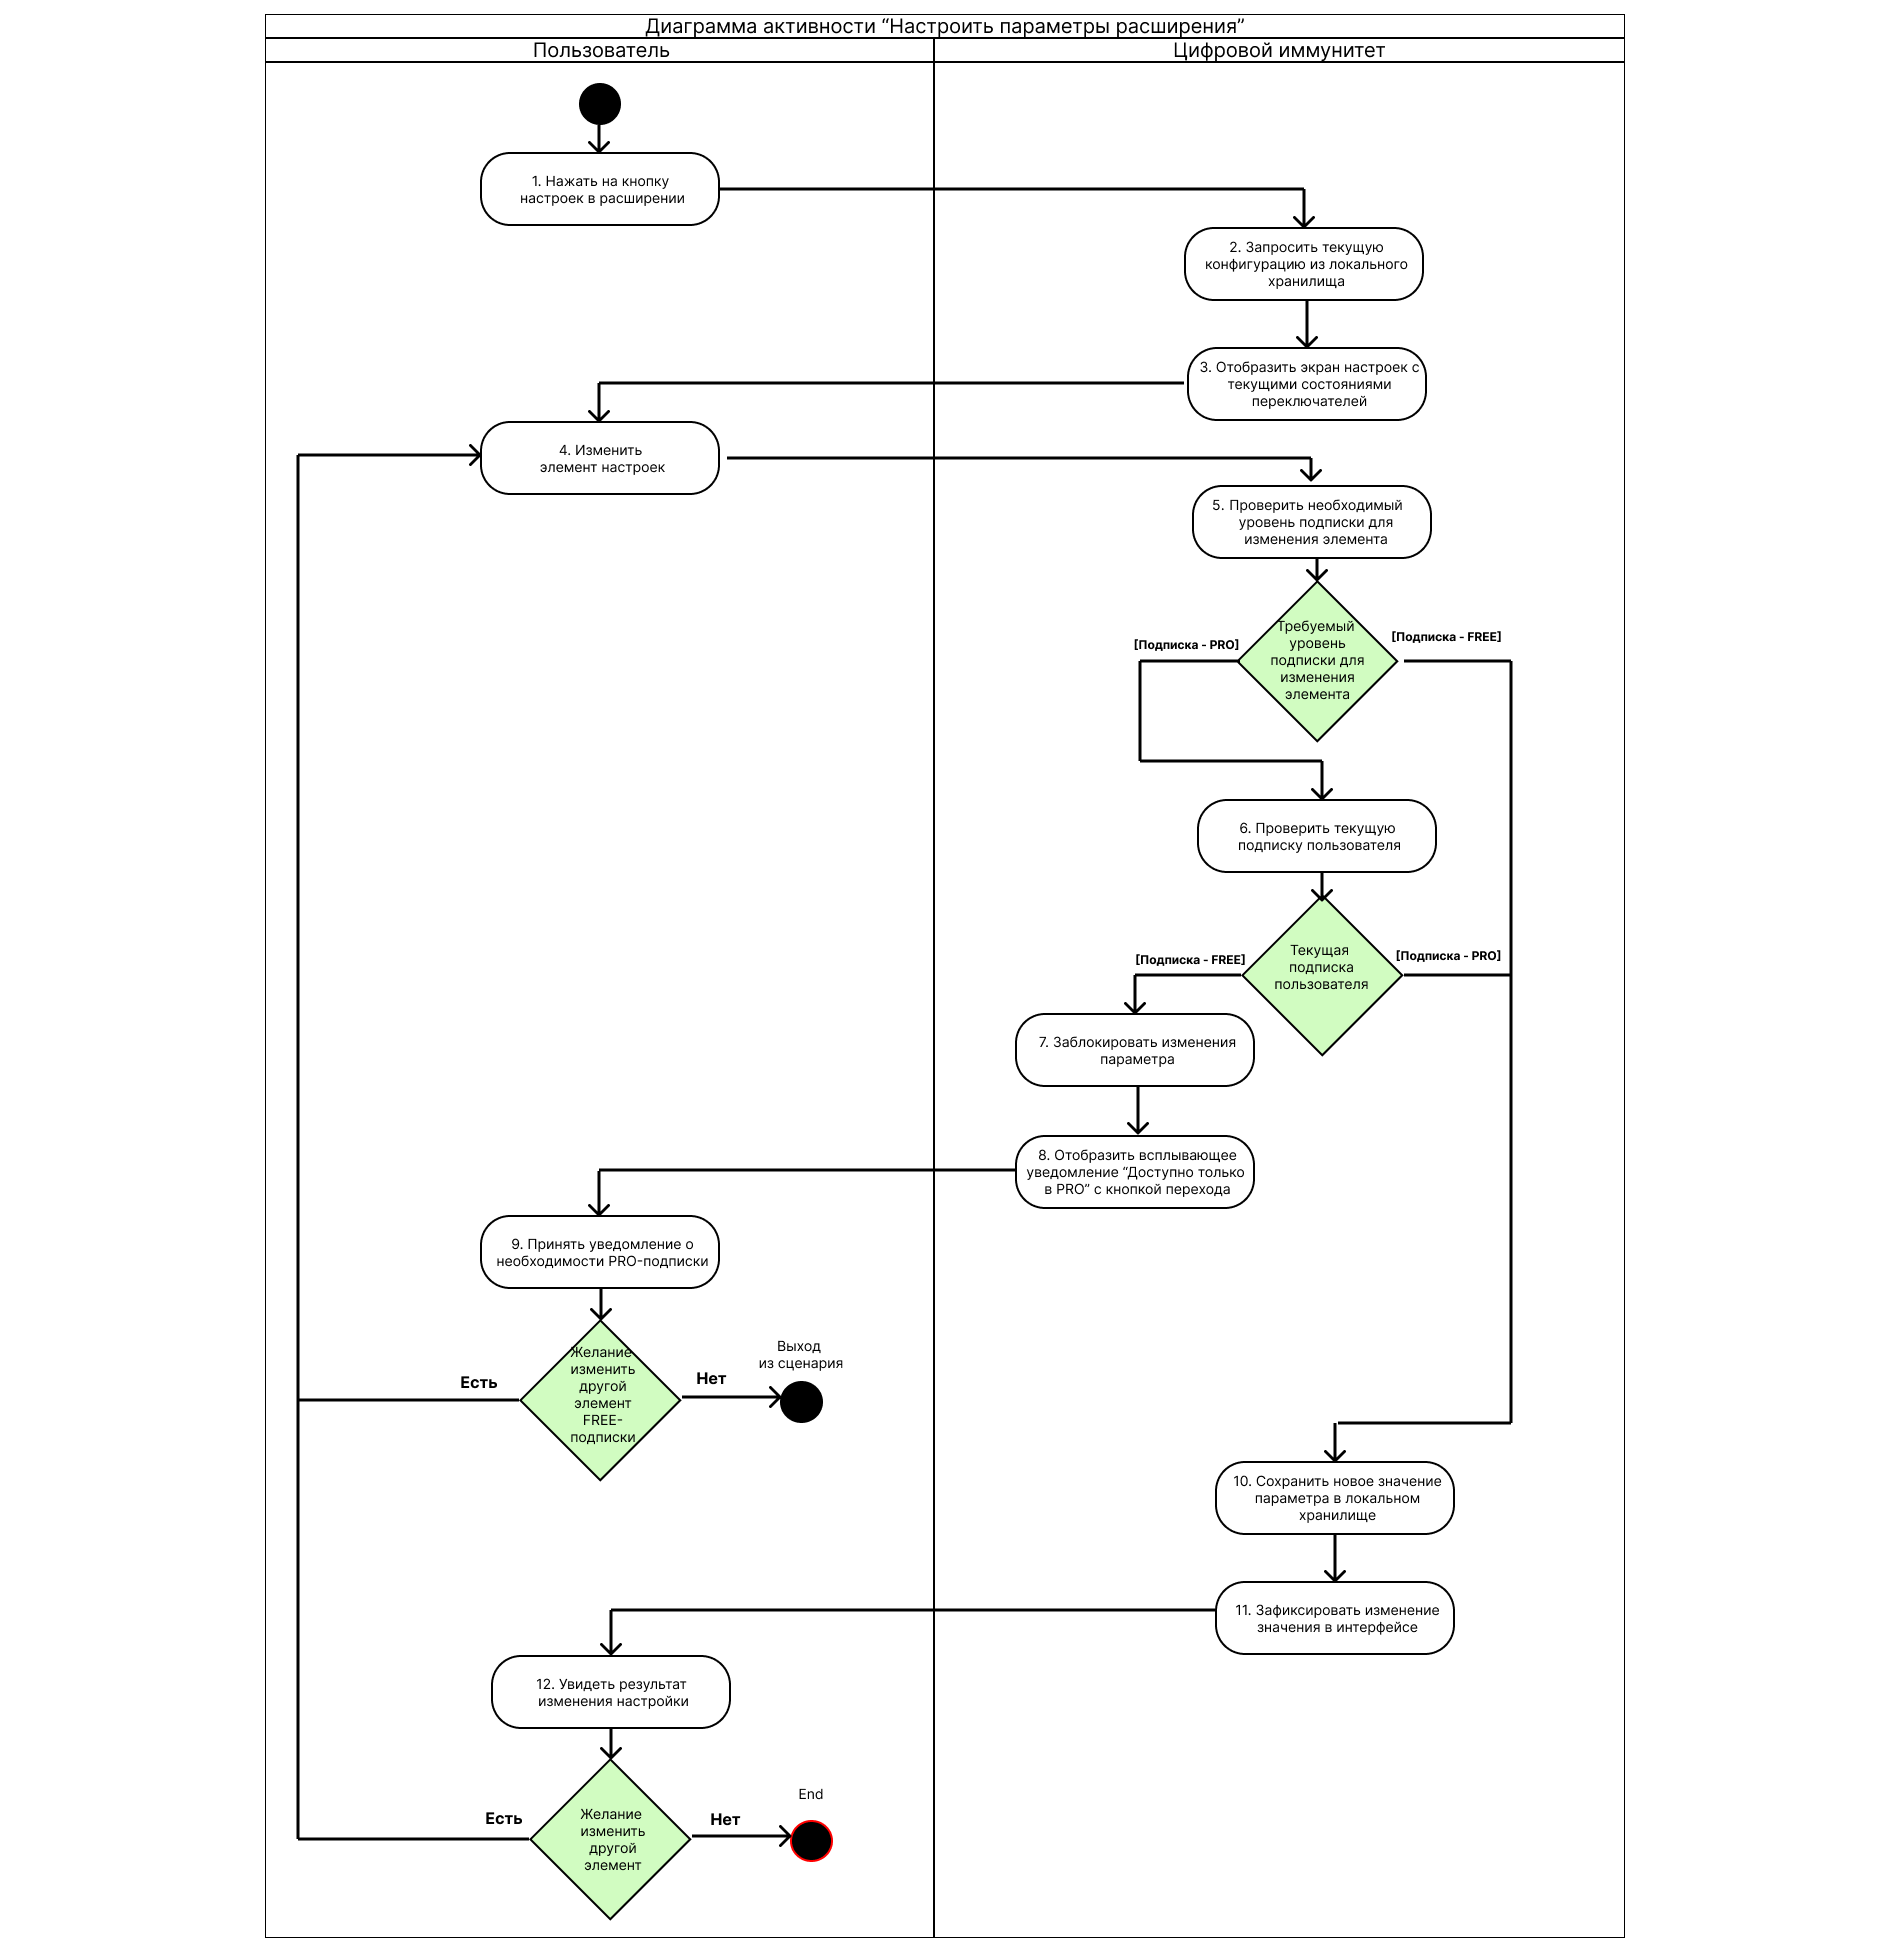 Диаграмма активности “Настроить параметры расширения”
Пользователь
Цифровой иммунитет
1. Нажать на кнопку
настроек в расширении
2. Запросить текущую
конфигурацию из локального
хранилища
3. Отобразить экран настроек с
текущими состояниями
переключателей
4. Изменить
элемент настроек
5. Проверить необходимый
уровень подписки для
изменения элемента
[Подписка - PRO]
Требуемый
уровень
подписки для
изменения
элемента
[Подписка - FREE]
6. Проверить текущую
подписку пользователя
[Подписка - FREE]
Текущая
подписка
пользователя
[Подписка - PRO]
7. Заблокировать изменения
параметра
8. Отобразить всплывающее
уведомление “Доступно только
в PRO” с кнопкой перехода
9. Принять уведомление о
необходимости PRO-подписки
Есть
Желание
изменить
другой
элемент
FREE-
подписки
Нет
Выход
из сценария
10. Сохранить новое значение
параметра в локальном
хранилище
11. Зафиксировать изменение
значения в интерфейсе
12. Увидеть результат
изменения настройки
Есть
Желание
изменить
другой
элемент
Нет
End